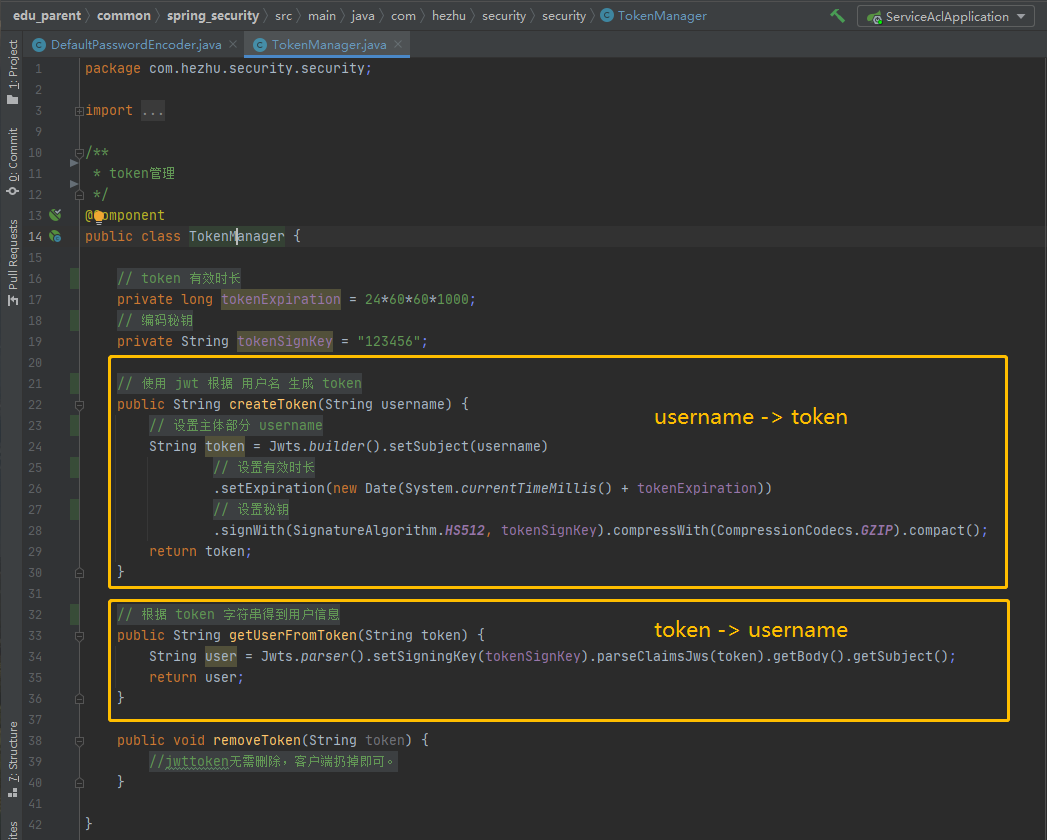 edu_parent common spring_security src main java com hezhu security security TokenManager ServiceAclApplication
DefaultPasswordEncoder.java TokenManager.java
1: Project
0: Commit
Pull Requests
7: Structure
1 package com.hezhu.security.security;
2
3 import ...
9
10 /**
11 * token管理
12 */
13 @Component
14 public class TokenManager {
15
16 // token 有效时长
17 private long tokenExpiration = 24*60*60*1000;
18 // 编码秘钥
19 private String tokenSignKey = "123456";
20
21 // 使用 jwt 根据 用户名 生成 token
22 public String createToken(String username) {
username -> token
23 // 设置主体部分 username
24 String token = Jwts.builder().setSubject(username)
25 // 设置有效时长
26 .setExpiration(new Date(System.currentTimeMillis() + tokenExpiration))
27 // 设置秘钥
28 .signWith(SignatureAlgorithm.HS512, tokenSignKey).compressWith(CompressionCodecs.GZIP).compact();
29 return token;
30 }
31
32 // 根据 token 字符串得到用户信息
33 public String getUserFromToken(String token) {
token -> username
34 String user = Jwts.parser().setSigningKey(tokenSignKey).parseClaimsJws(token).getBody().getSubject();
35 return user;
36 }
37
38 public void removeToken(String token) {
39 //jwttoken无需删除，客户端扔掉即可。
40 }
41
42 }